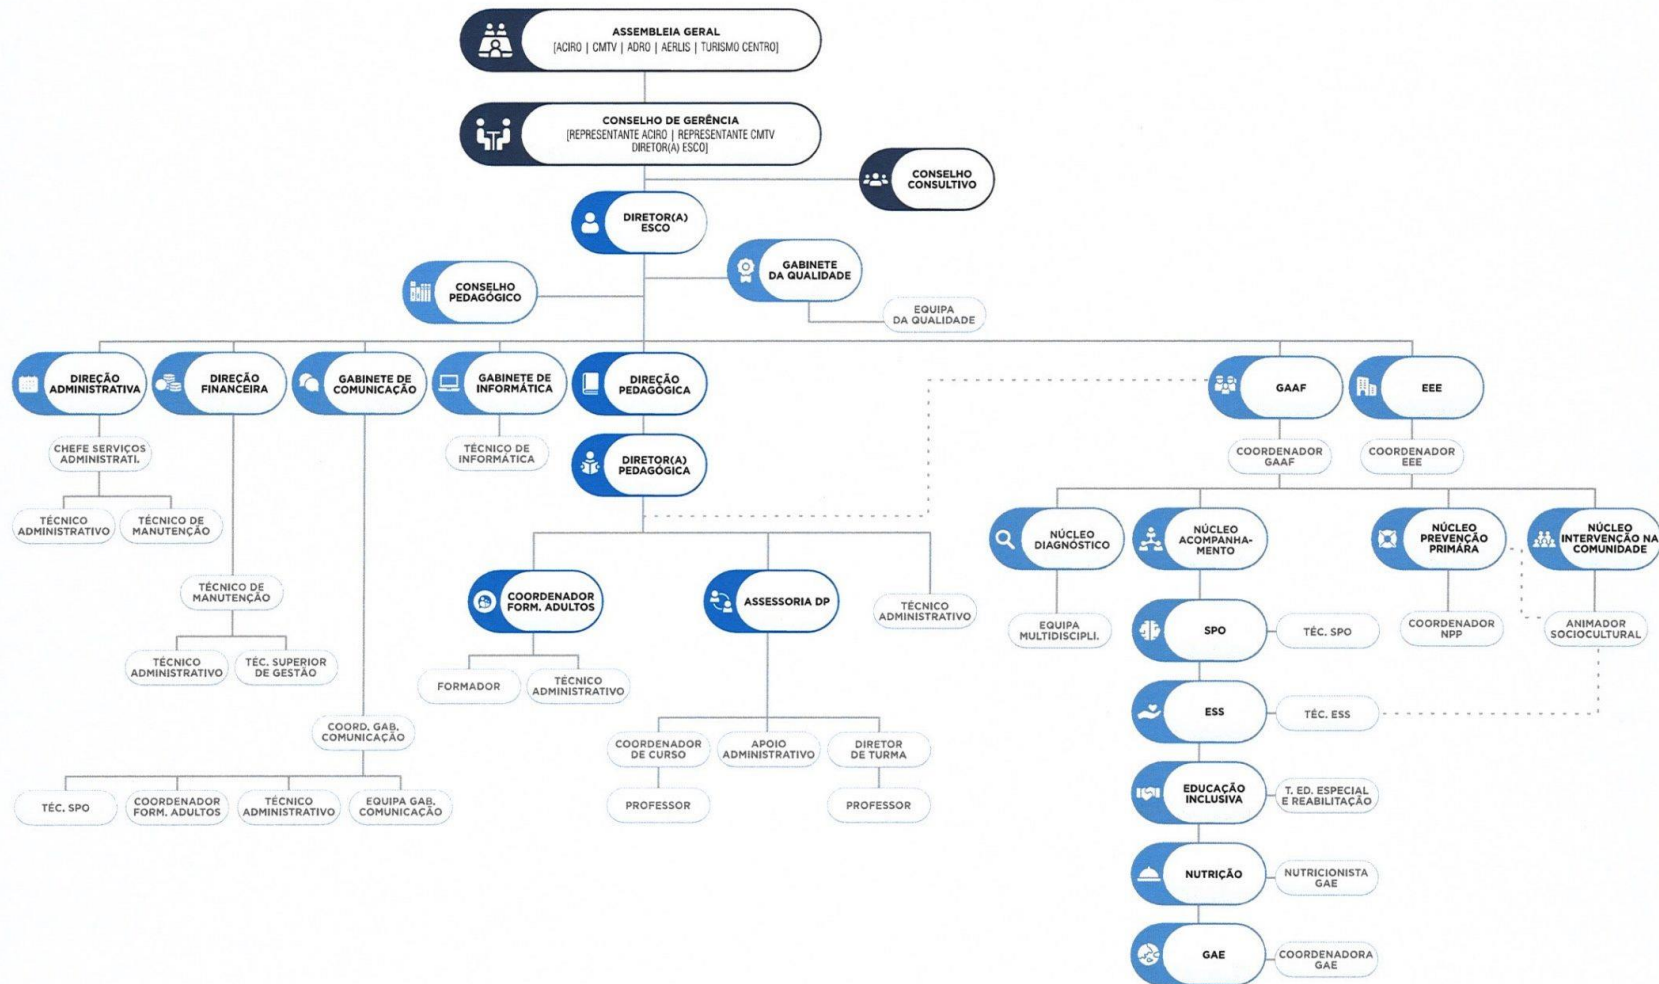 ASSEMBLEIA GERAL
[ACIRO | CMTV | ADRO | AERLIS | TURISMO CENTRO]
CONSELHO DE GERÊNCIA
[REPRESENTANTE ACIRO | REPRESENTANTE CMTV
DIRETOR(A) ESCO]
CONSELHO
CONSULTIVO
DIRETOR(A)
ESCO
GABINETE
DA QUALIDADE
CONSELHO
PEDAGÓGICO
EQUIPA
DA QUALIDADE
DIREÇÃO
ADMINISTRATIVA
DIREÇÃO
FINANCEIRA
GABINETE DE
COMUNICAÇÃO
GABINETE DE
INFORMÁTICA
DIREÇÃO
PEDAGÓGICA
GAAF
EEE
CHEFE SERVIÇOS
ADMINISTRATI.
TÉCNICO DE
INFORMÁTICA
DIRETOR(A)
PEDAGÓGICA
COORDENADOR
GAAF
COORDENADOR
EEE
TÉCNICO
ADMINISTRATIVO
TÉCNICO DE
MANUTENÇÃO
NÚCLEO
DIAGNÓSTICO
NÚCLEO
ACOMPANHA-
MENTO
NÚCLEO
PREVENÇÃO
PRIMÁRA
NÚCLEO
INTERVENÇÃO NA
COMUNIDADE
TÉCNICO DE
MANUTENÇÃO
COORDENADOR
FORM. ADULTOS
ASSESSORIA DP
TÉCNICO
ADMINISTRATIVO
EQUIPA
MULTIDISCIPLI.
SPO
TÉC. SPO
COORDENADOR
NPP
ANIMADOR
SOCIOCULTURAL
TÉCNICO
ADMINISTRATIVO
TÉC. SUPERIOR
DE GESTÃO
FORMADOR
TÉCNICO
ADMINISTRATIVO
ESS
TÉC. ESS
COORD. GAB.
COMUNICAÇÃO
COORDENADOR
DE CURSO
APOIO
ADMINISTRATIVO
DIRETOR
DE TURMA
TÉC. SPO
COORDENADOR
FORM. ADULTOS
TÉCNICO
ADMINISTRATIVO
EQUIPA GAB.
COMUNICAÇÃO
PROFESSOR
PROFESSOR
EDUCAÇÃO
INCLUSIVA
T. ED. ESPECIAL
E REABILITAÇÃO
NUTRIÇÃO
NUTRICIONISTA
GAE
GAE
COORDENADORA
GAE